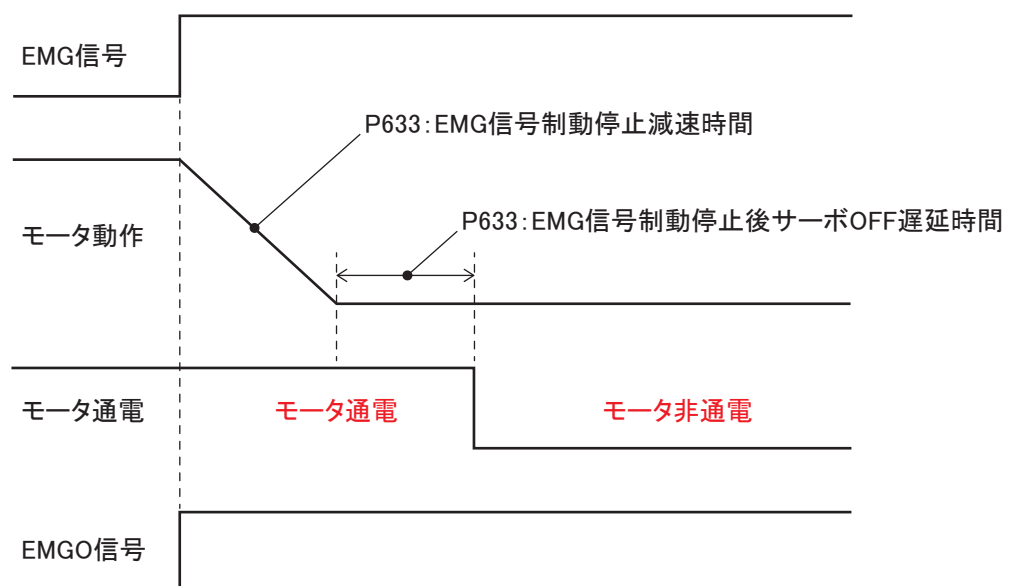 EMG信号
P633:EMG信号制動停止減速時間
P633:EMG信号制動停止後サーボOFF遅延時間
モータ動作
モータ通電
モータ通電
モータ非通電
EMGO信号